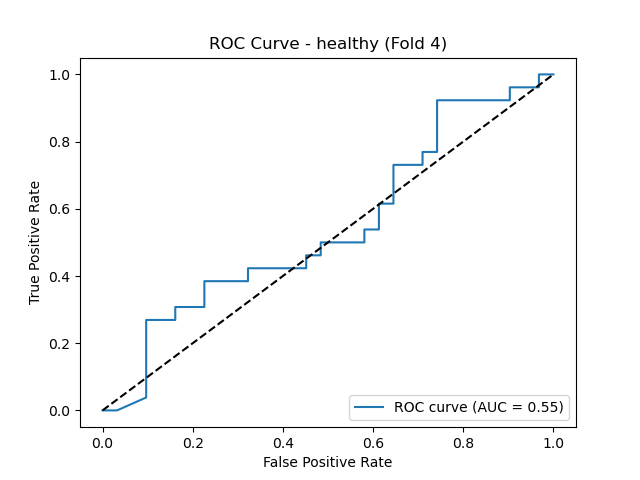 ROC Curve - healthy (Fold 4)
1.0
0.8
0.6
0.4
0.2
0.0
True Positive Rate
ROC curve (AUC = 0.55)
0.0 0.2 0.4 0.6 0.8 1.0
False Positive Rate